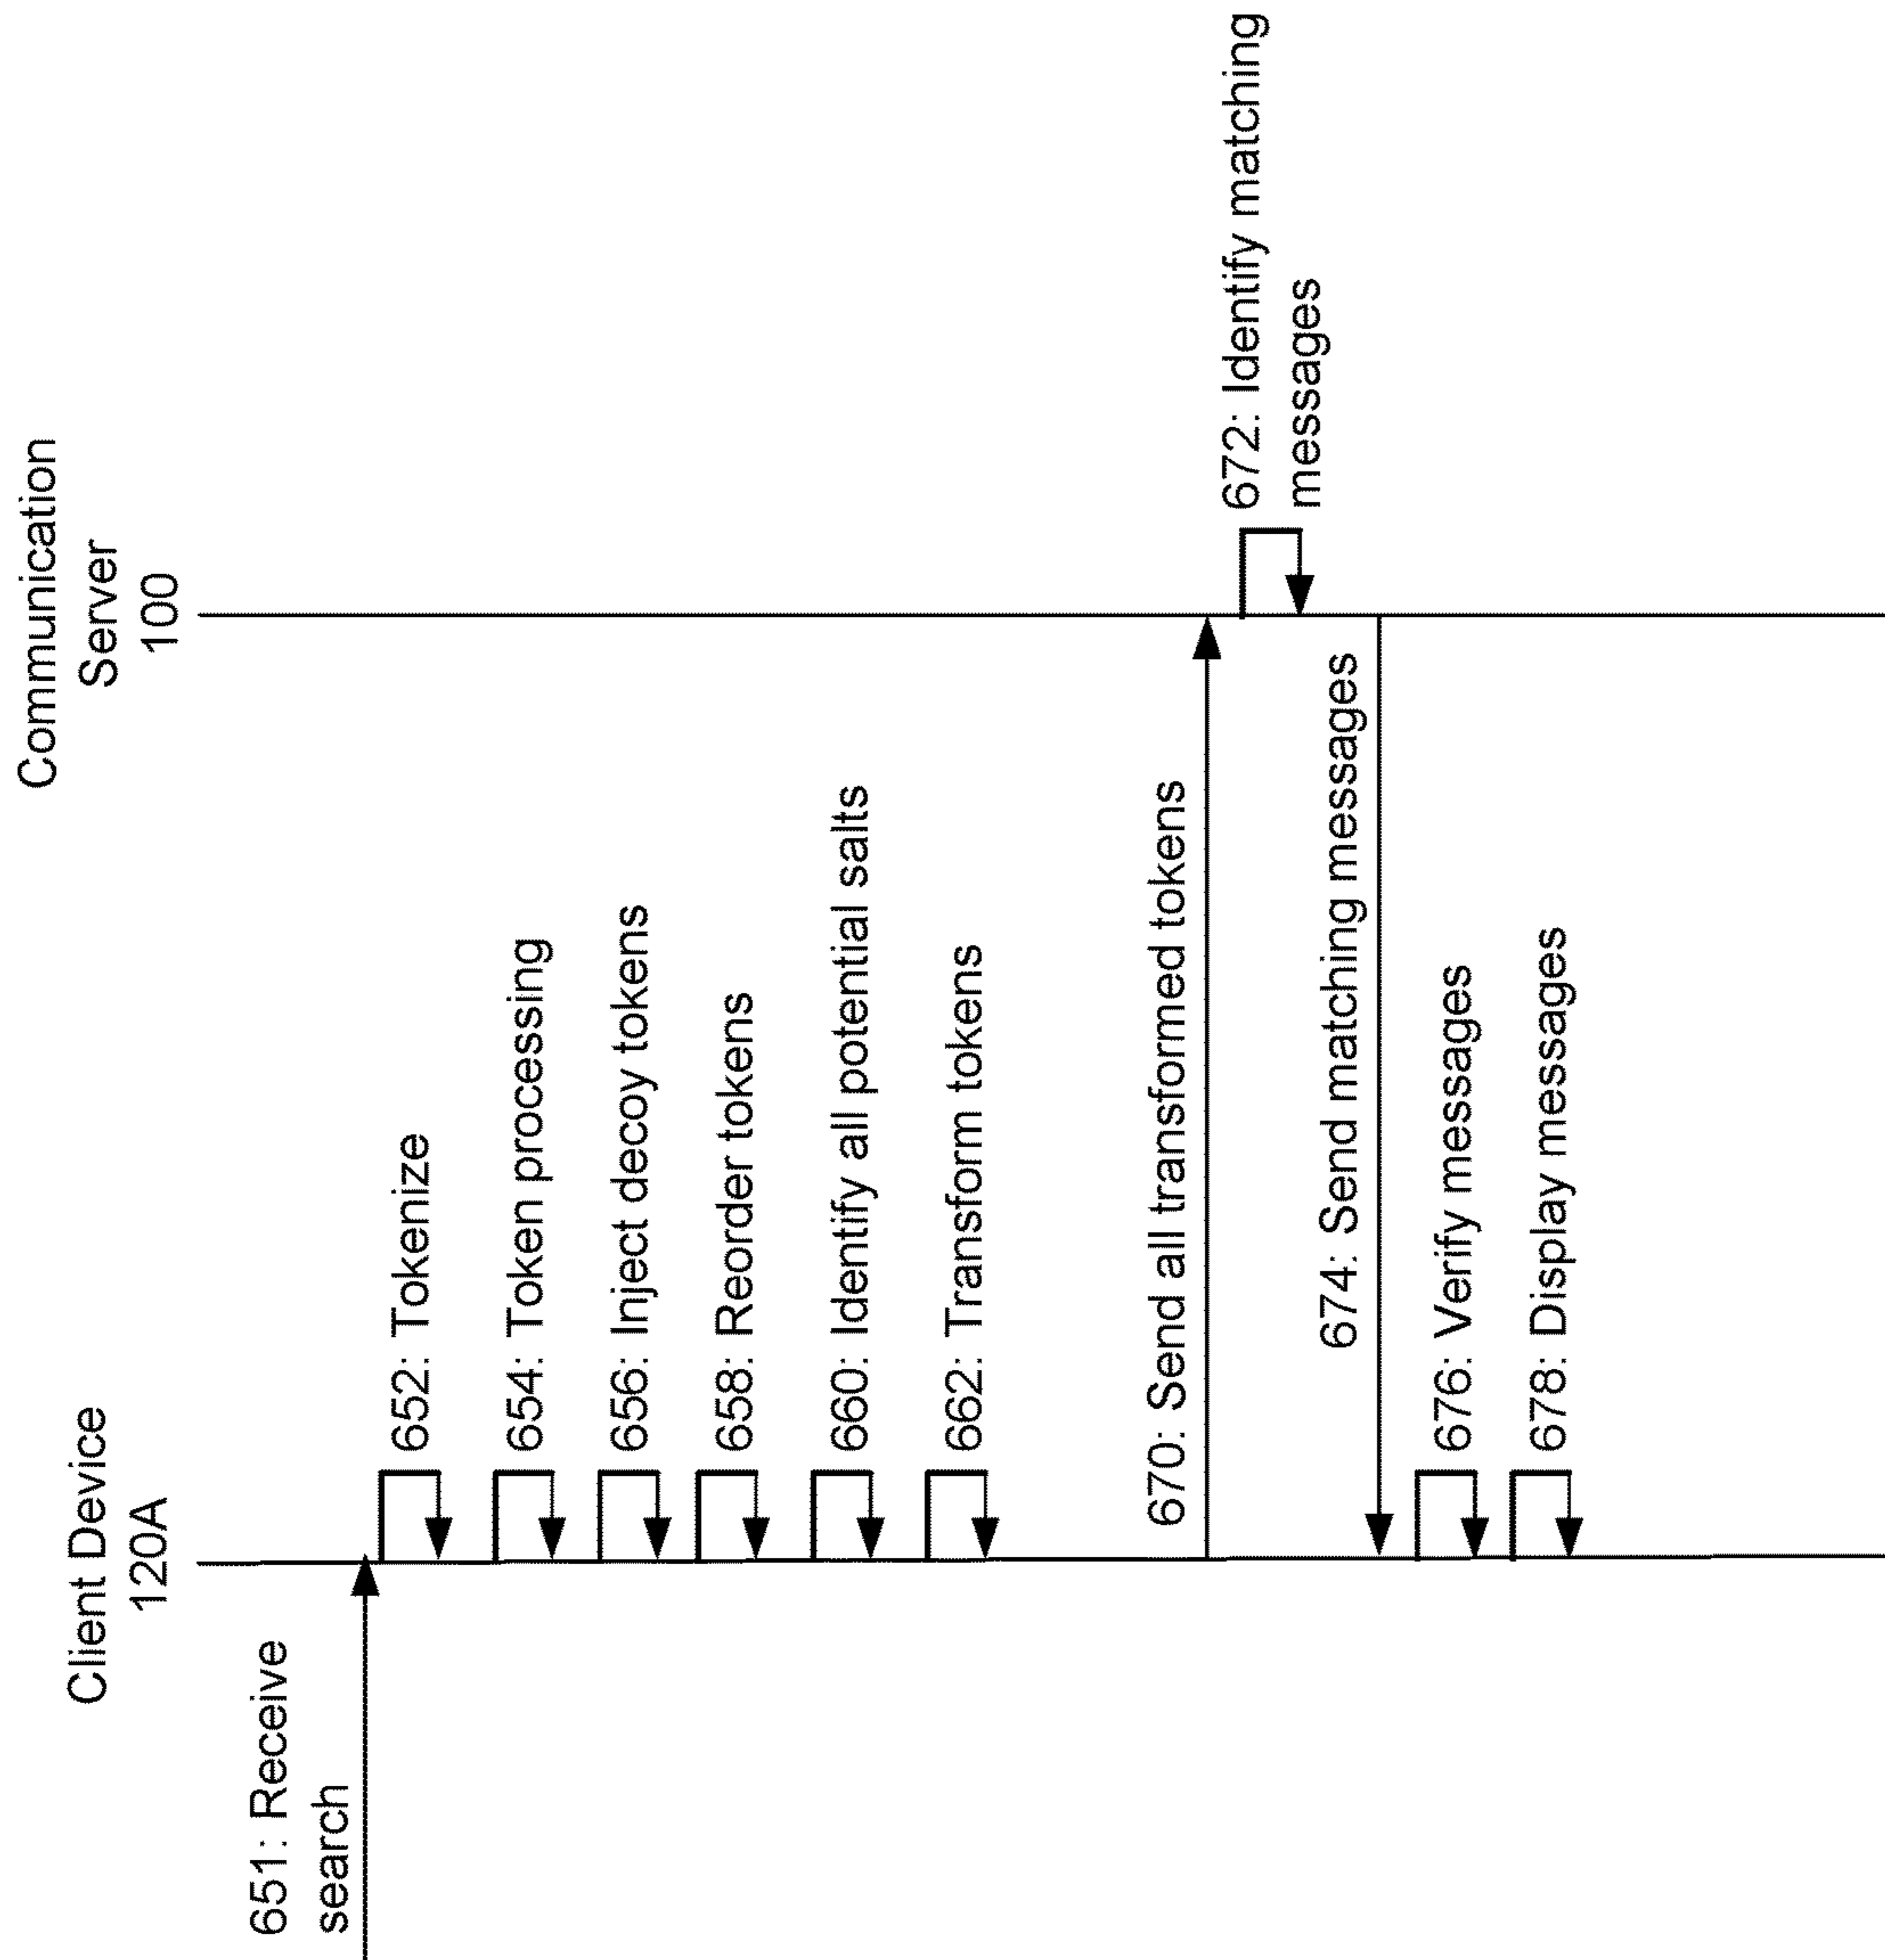 Client Device
120A
Communication
Server
100
651: Receive
search
652: Tokenize
654: Token processing
656: Inject decoy tokens
658: Reorder tokens
660: Identify all potential salts
662: Transform tokens
670: Send all transformed tokens
672: Identify matching
messages
674: Send matching messages
676: Verify messages
678: Display messages